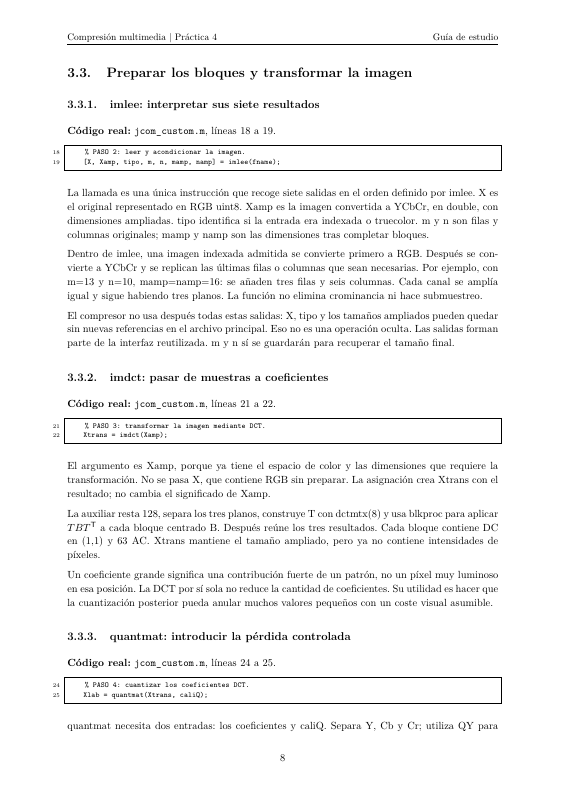 Compresión multimedia | Práctica 4 Guía de estudio
3.3. Preparar los bloques y transformar la imagen
3.3.1. imlee: interpretar sus siete resultados
Código real: jcom_custom.m, líneas 18 a 19.
18 % PASO 2: leer y acondicionar la imagen.
19 [X, Xamp, tipo, m, n, mamp, namp] = imlee(fname);
La llamada es una única instrucción que recoge siete salidas en el orden definido por imlee. X es
el original representado en RGB uint8. Xamp es la imagen convertida a YCbCr, en double, con
dimensiones ampliadas. tipo identifica si la entrada era indexada o truecolor. m y n son filas y
columnas originales; mamp y namp son las dimensiones tras completar bloques.
Dentro de imlee, una imagen indexada admitida se convierte primero a RGB. Después se con-
vierte a YCbCr y se replican las últimas filas o columnas que sean necesarias. Por ejemplo, con
m=13 y n=10, mamp=namp=16: se añaden tres filas y seis columnas. Cada canal se amplía
igual y sigue habiendo tres planos. La función no elimina crominancia ni hace submuestreo.
El compresor no usa después todas estas salidas: X, tipo y los tamaños ampliados pueden quedar
sin nuevas referencias en el archivo principal. Eso no es una operación oculta. Las salidas forman
parte de la interfaz reutilizada. m y n sí se guardarán para recuperar el tamaño final.
3.3.2. imdct: pasar de muestras a coeficientes
Código real: jcom_custom.m, líneas 21 a 22.
21 % PASO 3: transformar la imagen mediante DCT.
22 Xtrans = imdct(Xamp);
El argumento es Xamp, porque ya tiene el espacio de color y las dimensiones que requiere la
transformación. No se pasa X, que contiene RGB sin preparar. La asignación crea Xtrans con el
resultado; no cambia el significado de Xamp.
La auxiliar resta 128, separa los tres planos, construye T con dctmtx(8) y usa blkproc para aplicar
TBTᵀ a cada bloque centrado B. Después reúne los tres resultados. Cada bloque contiene DC
en (1,1) y 63 AC. Xtrans mantiene el tamaño ampliado, pero ya no contiene intensidades de
píxeles.
Un coeficiente grande significa una contribución fuerte de un patrón, no un píxel muy luminoso
en esa posición. La DCT por sí sola no reduce la cantidad de coeficientes. Su utilidad es hacer que
la cuantización posterior pueda anular muchos valores pequeños con un coste visual asumible.
3.3.3. quantmat: introducir la pérdida controlada
Código real: jcom_custom.m, líneas 24 a 25.
24 % PASO 4: cuantizar los coeficientes DCT.
25 Xlab = quantmat(Xtrans, caliQ);
quantmat necesita dos entradas: los coeficientes y caliQ. Separa Y, Cb y Cr; utiliza QY para
8